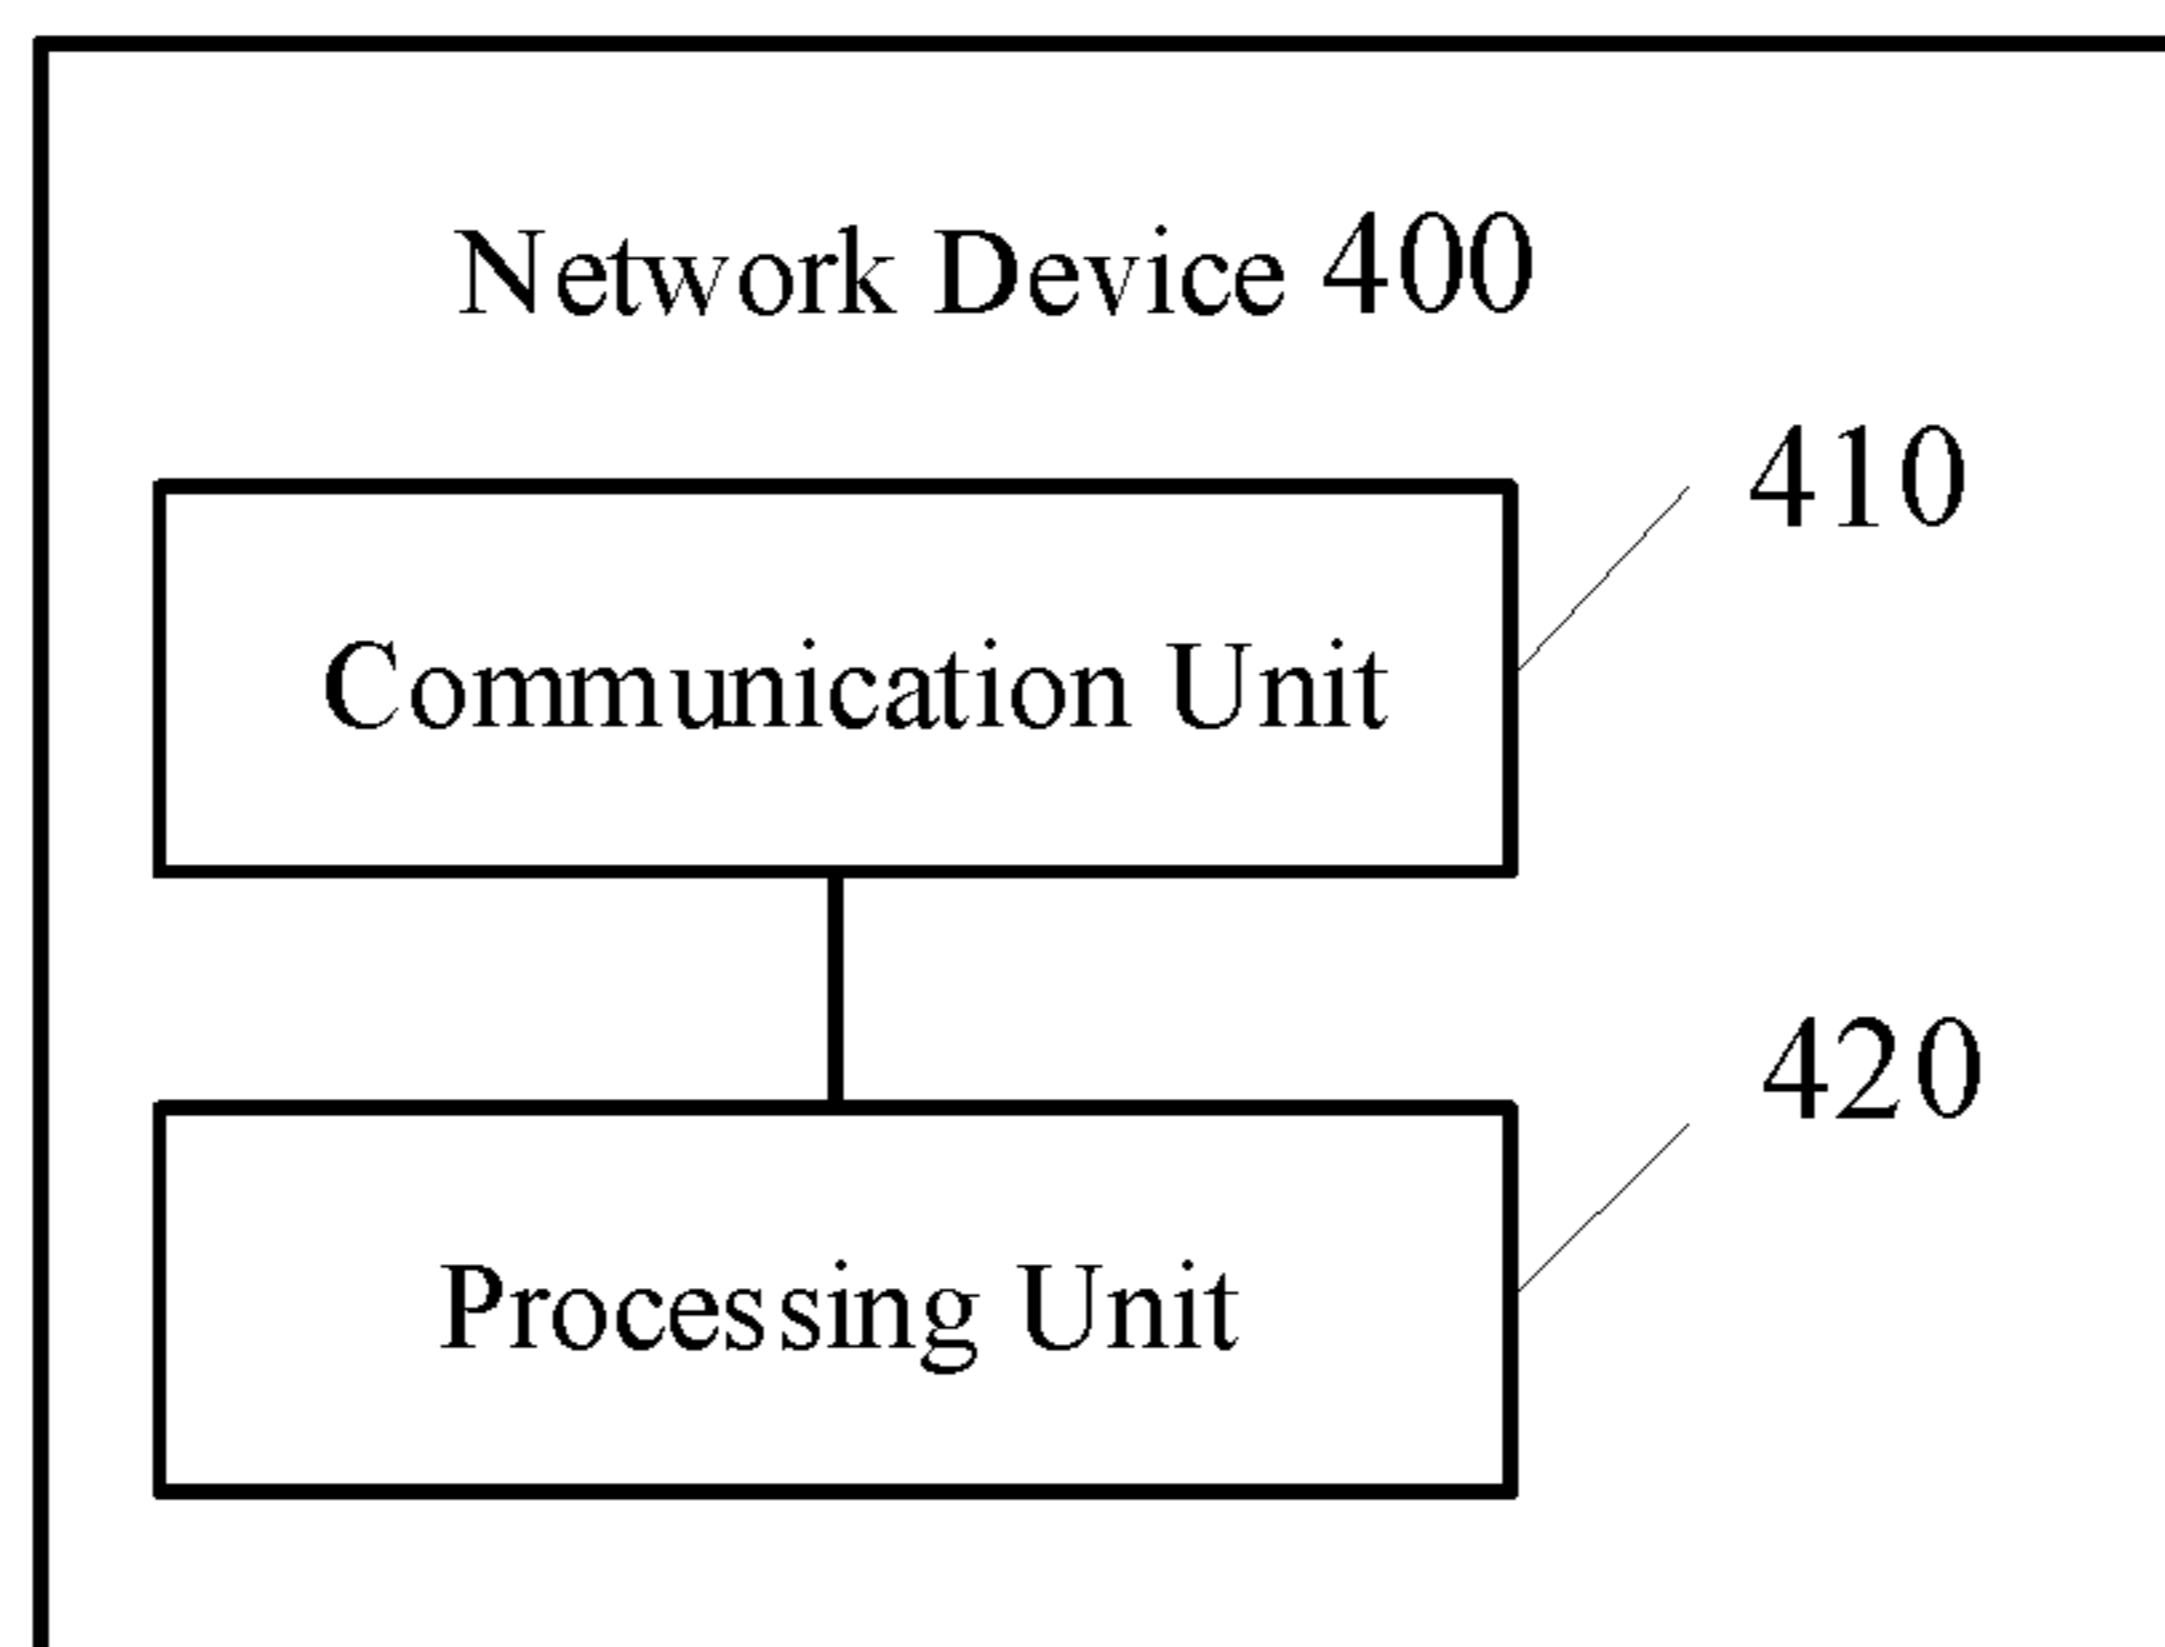 Network Device 400
410
Communication Unit
420
Processing Unit